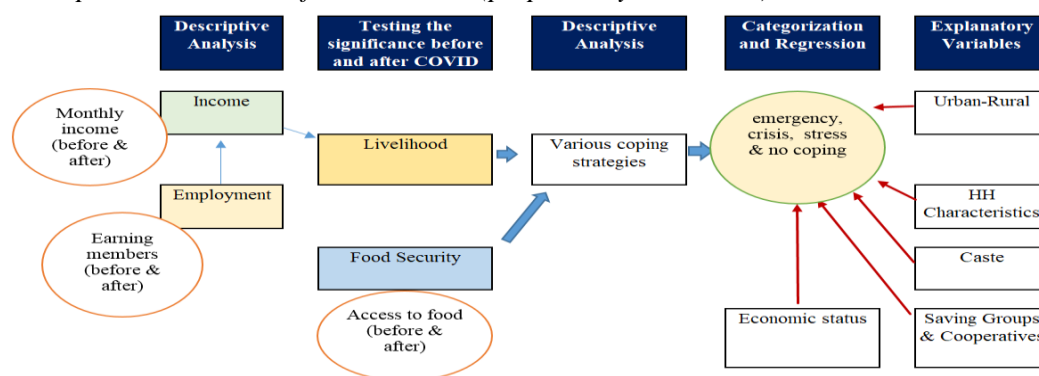 Descriptive
Analysis
Testing the
significance before
and after COVID
Descriptive
Analysis
Categorization
and Regression
Explanatory
Variables
Monthly
income
(before &
after)
Income
Employment
Earning
members
(before &
after)
Livelihood
Food Security
Access to food
(before &
after)
Various coping
strategies
emergency,
crisis, stress
& no coping
Economic status
Urban-Rural
HH
Characteristics
Caste
Saving Groups
& Cooperatives